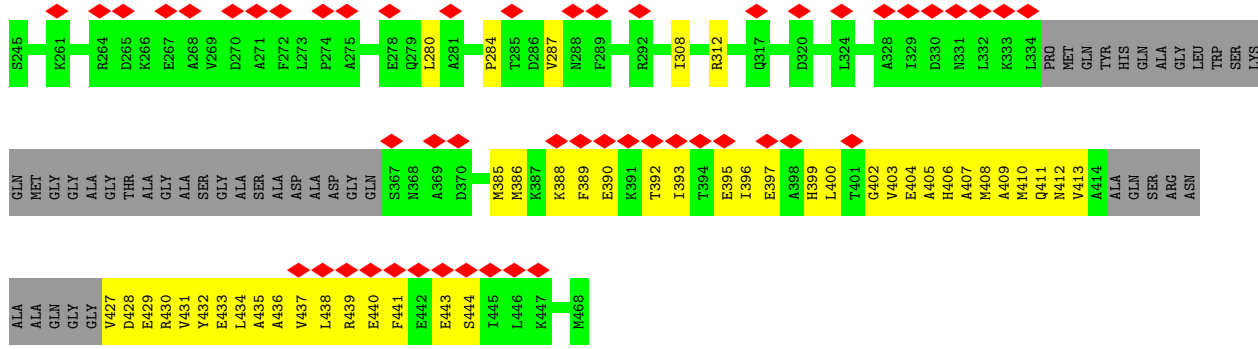 S245 K261 R264 D265 K266 E267 A268 V269 D270 A271 F272 L273 P274 A275 E278 Q279 L280 A281 P284 T285 D286 V287 N288 F289 R292 I308 R312 Q317 D320 L324 A328 I329 D330 N331 L332 K333 L334 PRO MET GLN TYR HIS GLN ALA GLY LEU TRP SER LYS
GLN MET GLY GLY ALA GLY THR ALA GLY ALA SER GLY ALA SER ALA ASP ALA ASP GLY GLN S367 N368 A369 D370 M385 M386 K387 K388 F389 E390 K391 T392 I393 T394 E395 I396 E397 A398 H399 L400 T401 G402 V403 E404 A405 H406 A407 M408 A409 M410 Q411 N412 V413 A414 ALA GLN SER ARG ASN
ALA ALA GLN GLY GLY V427 D428 E429 R430 V431 Y432 E433 L434 A435 A436 V437 L438 R439 E440 F441 E442 E443 S444 I445 L446 K447 M468